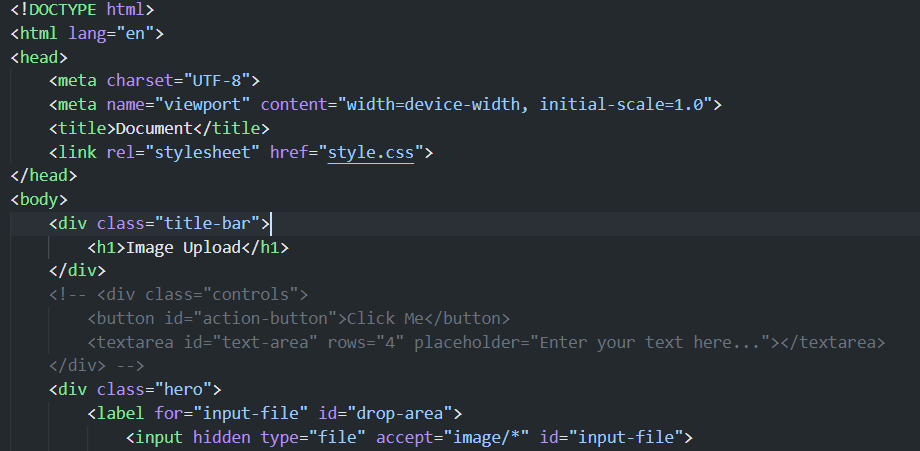 <!DOCTYPE html>
<html lang="en">
<head>
    <meta charset="UTF-8">
    <meta name="viewport" content="width=device-width, initial-scale=1.0">
    <title>Document</title>
    <link rel="stylesheet" href="style.css">
</head>
<body>
    <div class="title-bar">
        <h1>Image Upload</h1>
    </div>
    <!-- <div class="controls">
        <button id="action-button">Click Me</button>
        <textarea id="text-area" rows="4" placeholder="Enter your text here..."></textarea>
    </div> -->
    <div class="hero">
        <label for="input-file" id="drop-area">
            <input hidden type="file" accept="image/*" id="input-file">